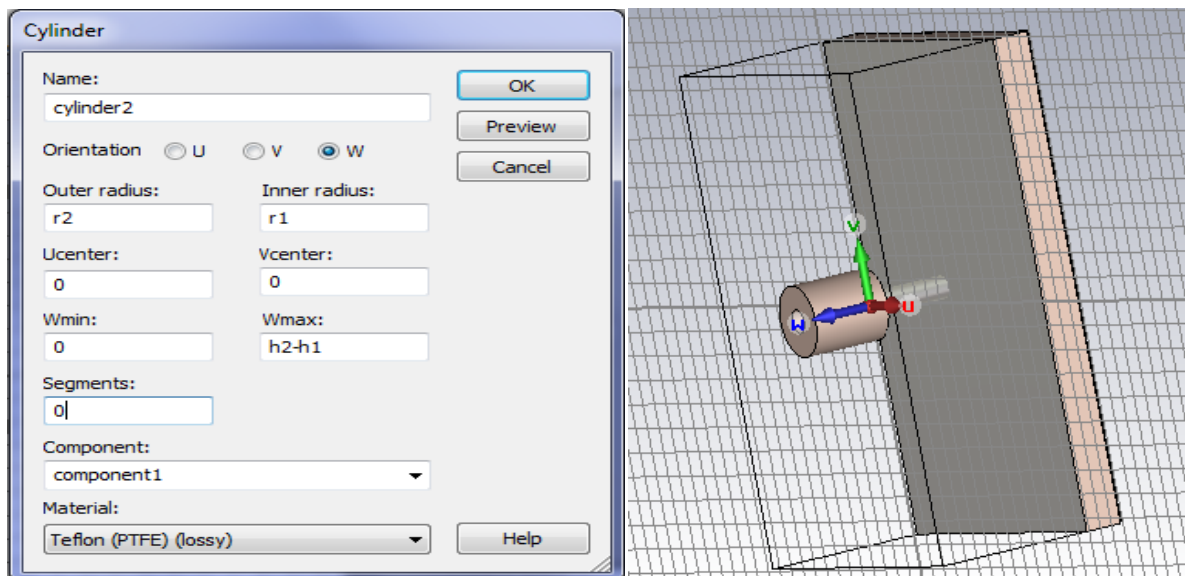 Cylinder
Name:
OK
cylinder2
Preview
Orientation U V W
Cancel
Outer radius: Inner radius:
r2 r1
Ucenter: Vcenter:
0 0
Wmin: Wmax:
0 h2-h1
Segments:
0
Component:
component1
Material:
Teflon (PTFE) (lossy)
Help
V
W
U